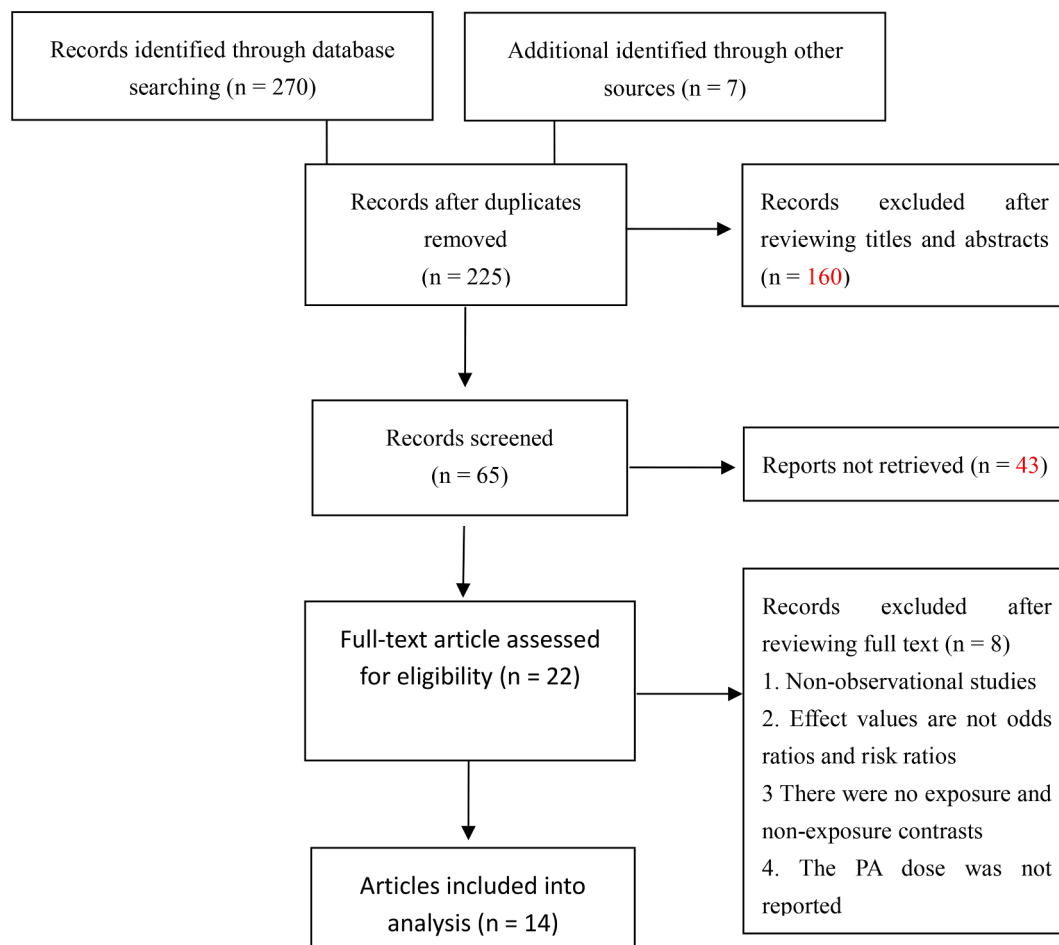 Records identified through database
searching (n = 270)
Additional identified through other
sources (n = 7)
Records after duplicates
removed
(n = 225)
Records excluded after
reviewing titles and abstracts
(n = 160)
Records screened
(n = 65)
Reports not retrieved (n = 43)
Full-text article assessed
for eligibility (n = 22)
Records excluded after
reviewing full text (n = 8)
1. Non-observational studies
2. Effect values are not odds
ratios and risk ratios
3 There were no exposure and
non-exposure contrasts
4. The PA dose was not
reported
Articles included into
analysis (n = 14)